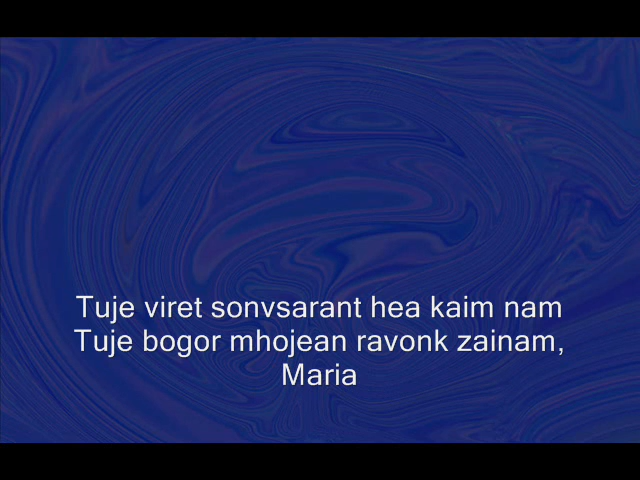 Tuje viret sonvsarant hea kaim nam
Tuje bogor mhojean ravonk zainam,
Maria